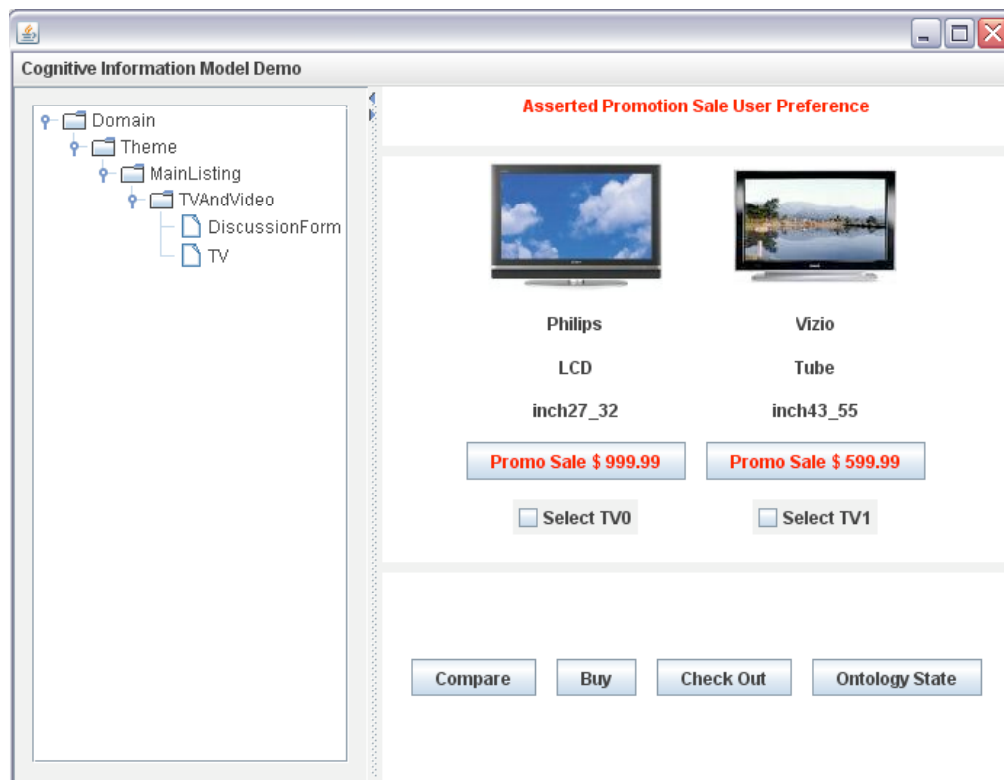 Cognitive Information Model Demo
Domain
Theme
MainListing
TVAndVideo
DiscussionForm
TV
Asserted Promotion Sale User Preference
Philips Vizio
LCD Tube
inch27_32 inch43_55
Promo Sale $ 999.99 Promo Sale $ 599.99
Select TV0 Select TV1
Compare Buy Check Out Ontology State